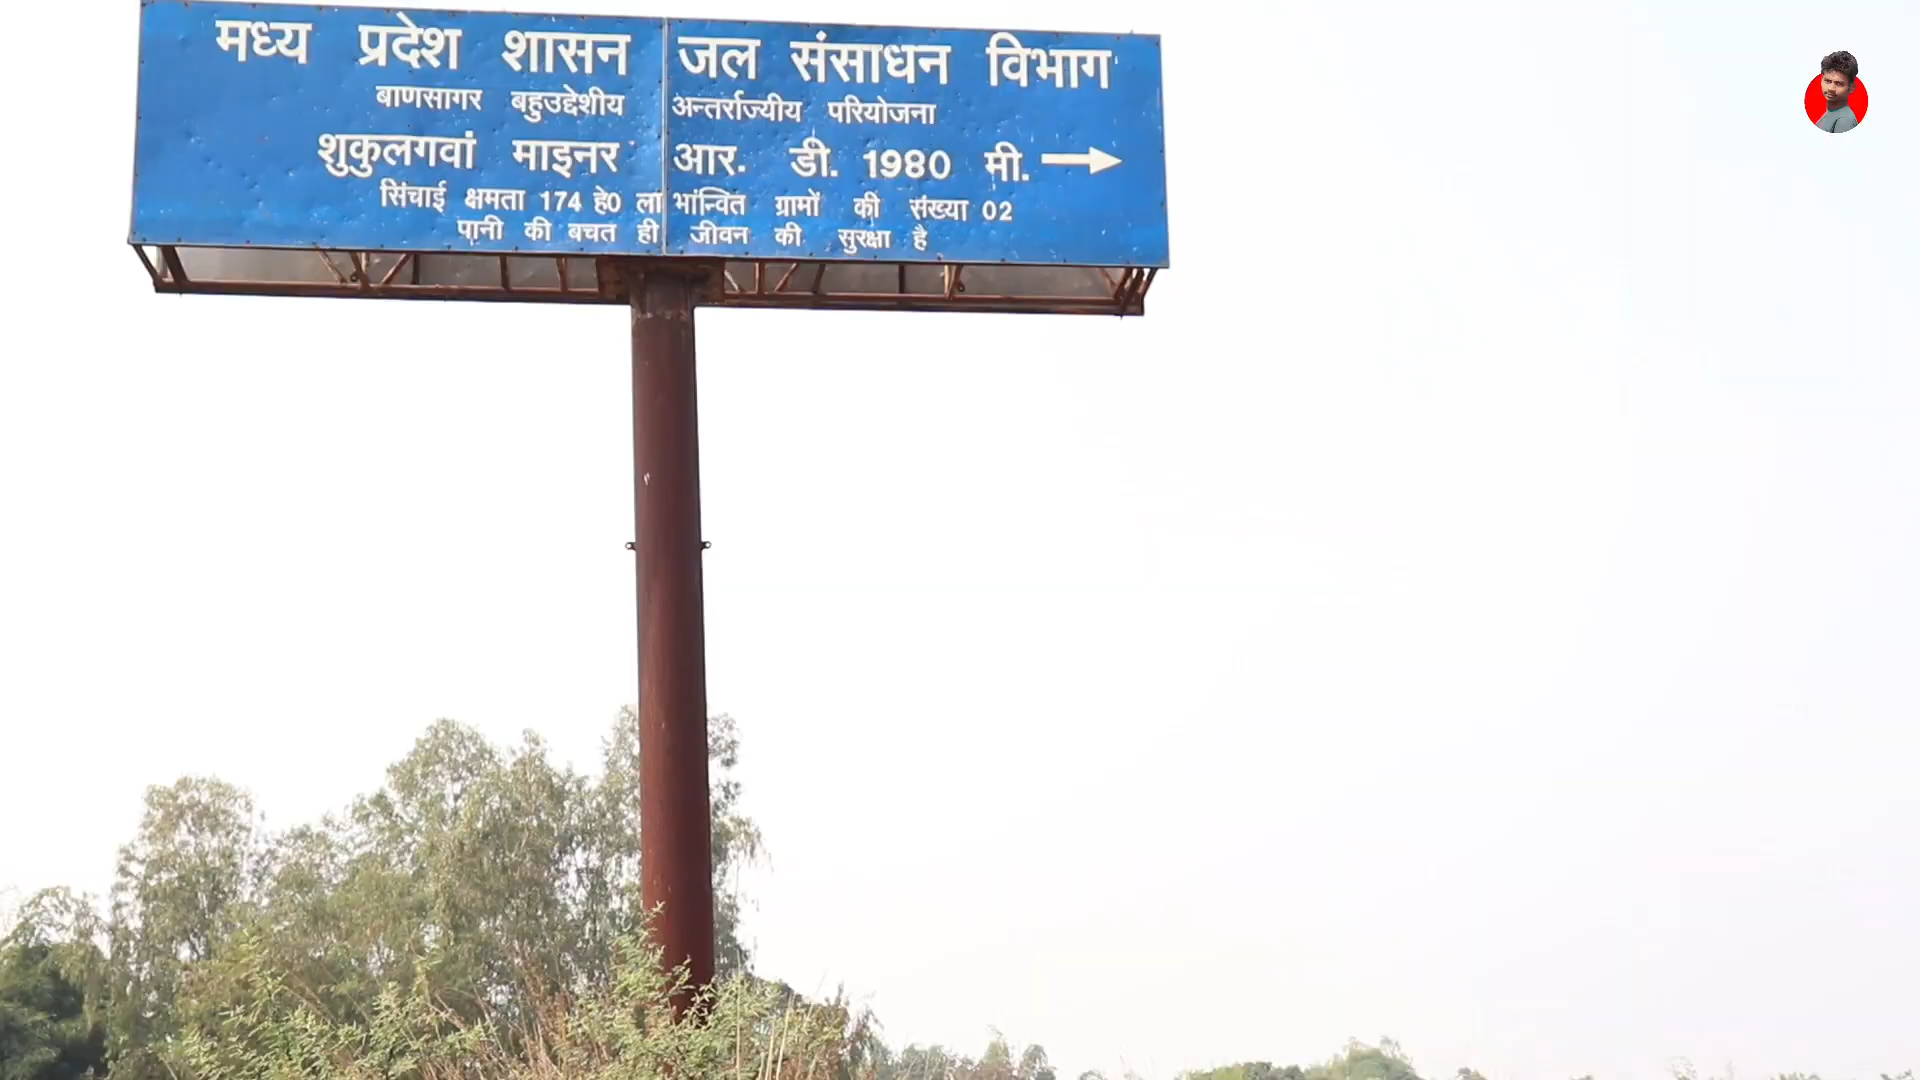 मध्य प्रदेश शासन जल संसाधन विभाग
बाणसागर बहुउद्देशीय अन्तर्राज्यीय परियोजना
शुकुलगवां माइनर आर. डी. 1980 मी.
सिंचाई क्षमता 174 हे0 लाभांन्वित ग्रामों की संख्या 02
पानी की बचत ही जीवन की सुरक्षा है